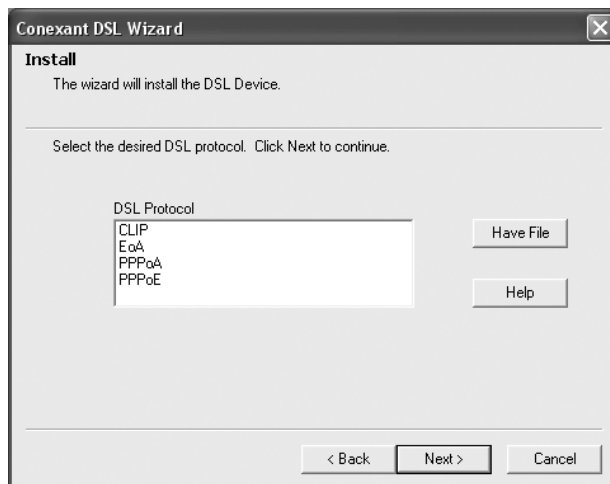 Conexant DSL Wizard
Install
The wizard will install the DSL Device.
Select the desired DSL protocol.  Click Next to continue.
DSL Protocol
CLIP
EoA
PPPoA
PPPoE
Have File
Help
< Back
Next >
Cancel